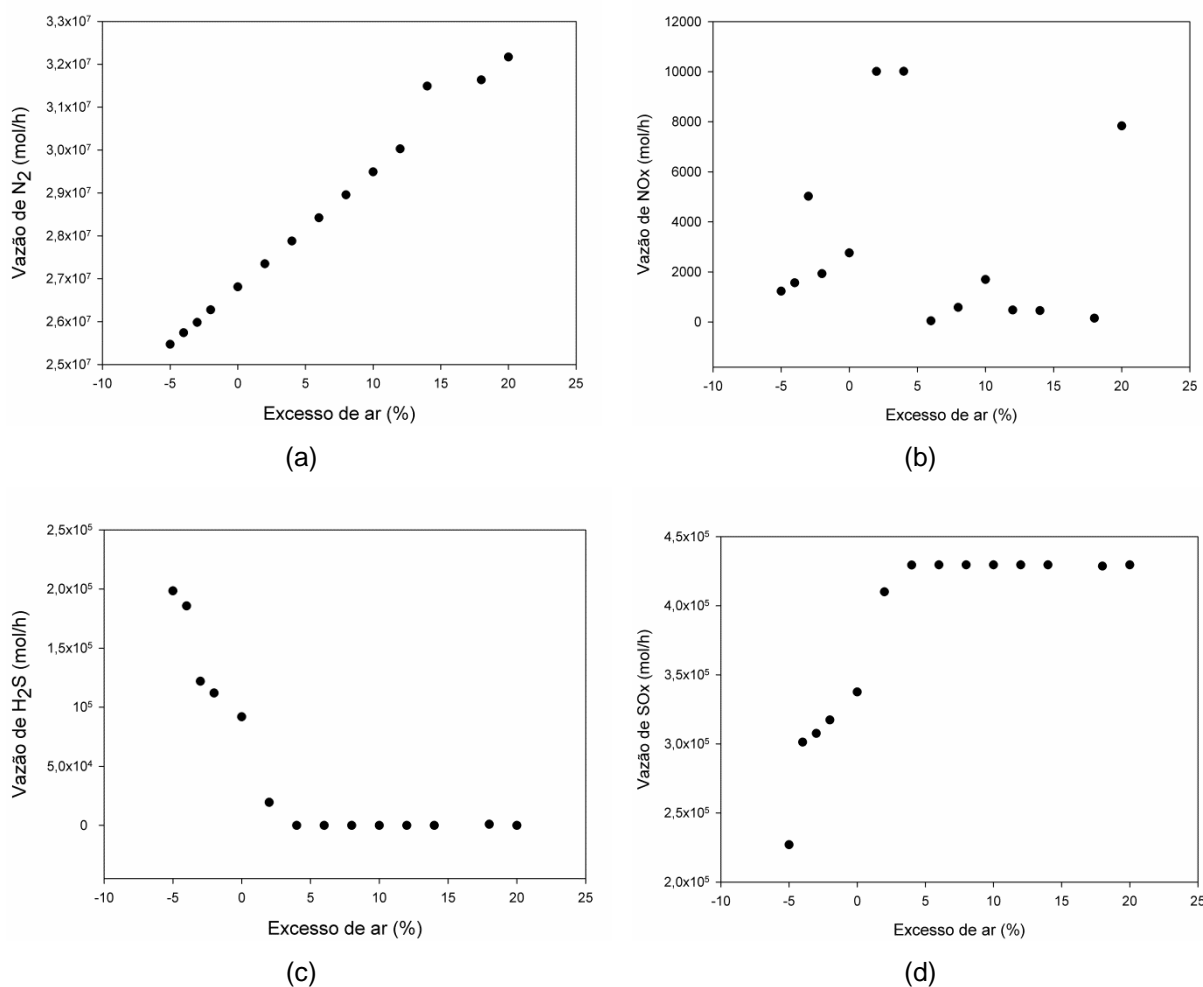 3,3x10⁷
3,2x10⁷
3,1x10⁷
3,0x10⁷
2,9x10⁷
2,8x10⁷
2,7x10⁷
2,6x10⁷
2,5x10⁷
Vazão de N₂ (mol/h)
-10 -5 0 5 10 15 20 25
Excesso de ar (%)
(a)
12000
10000
8000
6000
4000
2000
0
Vazão de NOx (mol/h)
-10 -5 0 5 10 15 20 25
Excesso de ar (%)
(b)
2,5x10⁵
2,0x10⁵
1,5x10⁵
10⁵
5,0x10⁴
0
Vazão de H₂S (mol/h)
-10 -5 0 5 10 15 20 25
Excesso de ar (%)
(c)
4,5x10⁵
4,0x10⁵
3,5x10⁵
3,0x10⁵
2,5x10⁵
2,0x10⁵
Vazão de SOx (mol/h)
-10 -5 0 5 10 15 20 25
Excesso de ar (%)
(d)